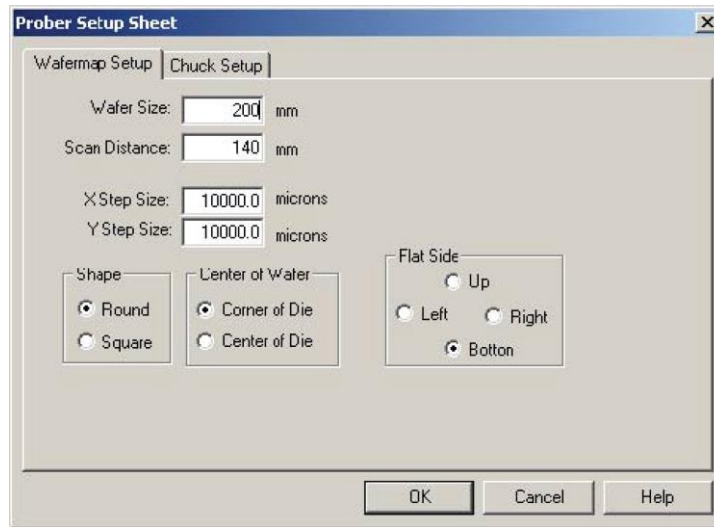 Prober Setup Sheet
Wafermap Setup
Chuck Setup
Wafer Size:
200
mm
Scan Distance:
140
mm
X Step Size:
10000.0
microns
Y Step Size:
10000.0
microns
Shape
Round
Square
Center of Wafer
Corner of Die
Center of Die
Flat Side
Up
Left
Right
Botton
OK
Cancel
Help